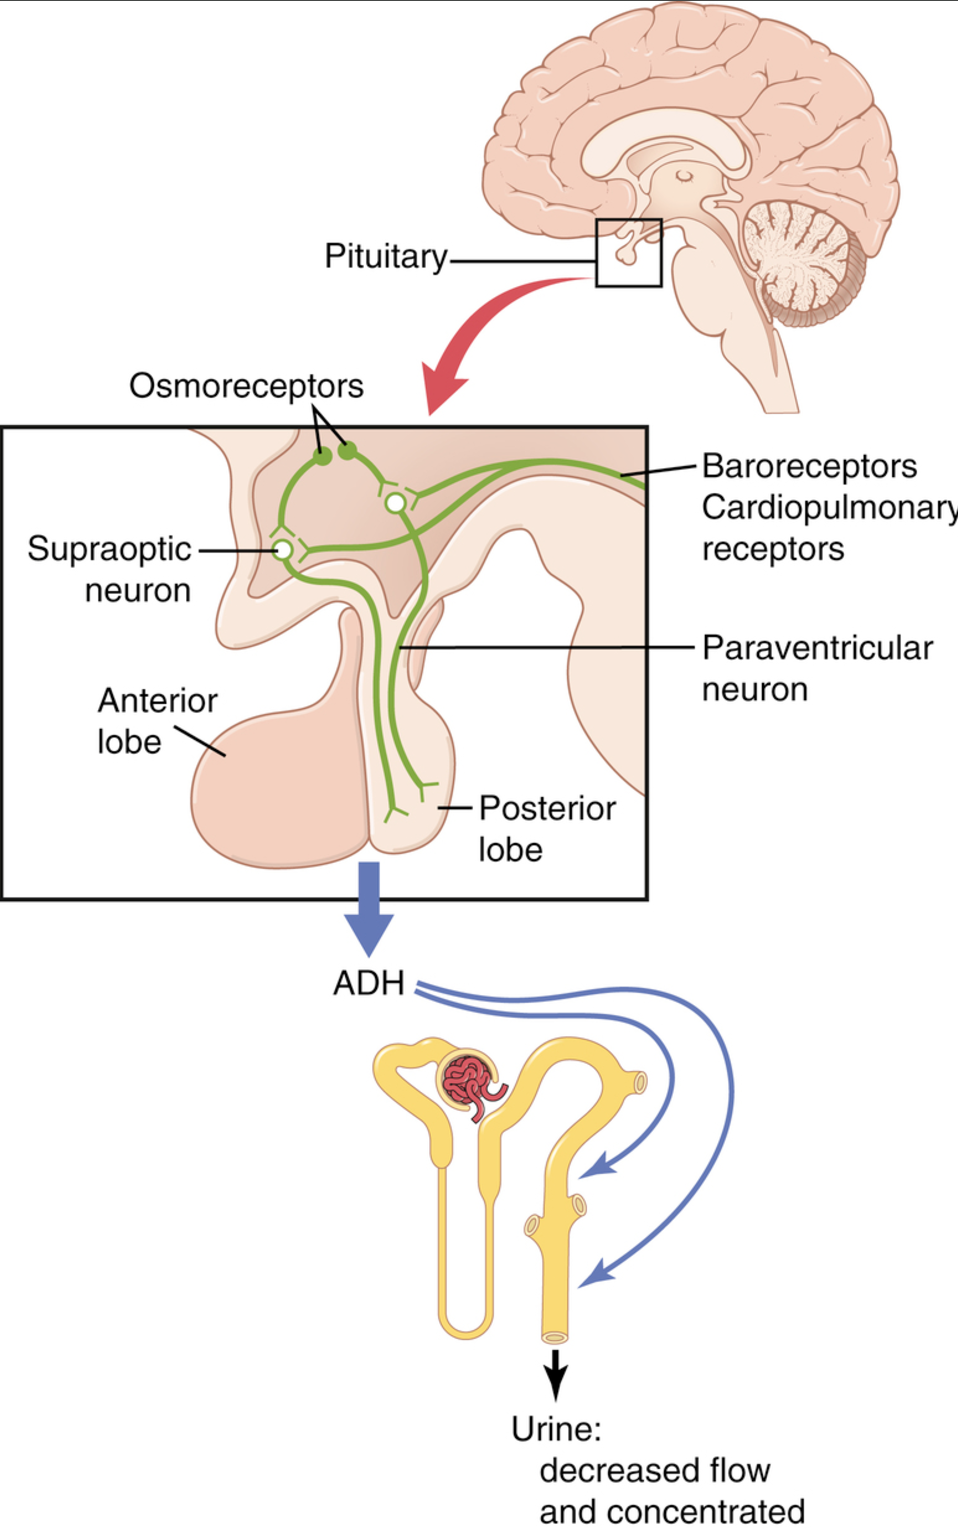 Pituitary
Osmoreceptors
Baroreceptors
Cardiopulmonary
receptors
Supraoptic
neuron
Paraventricular
neuron
Anterior
lobe
Posterior
lobe
ADH
Urine:
decreased flow
and concentrated